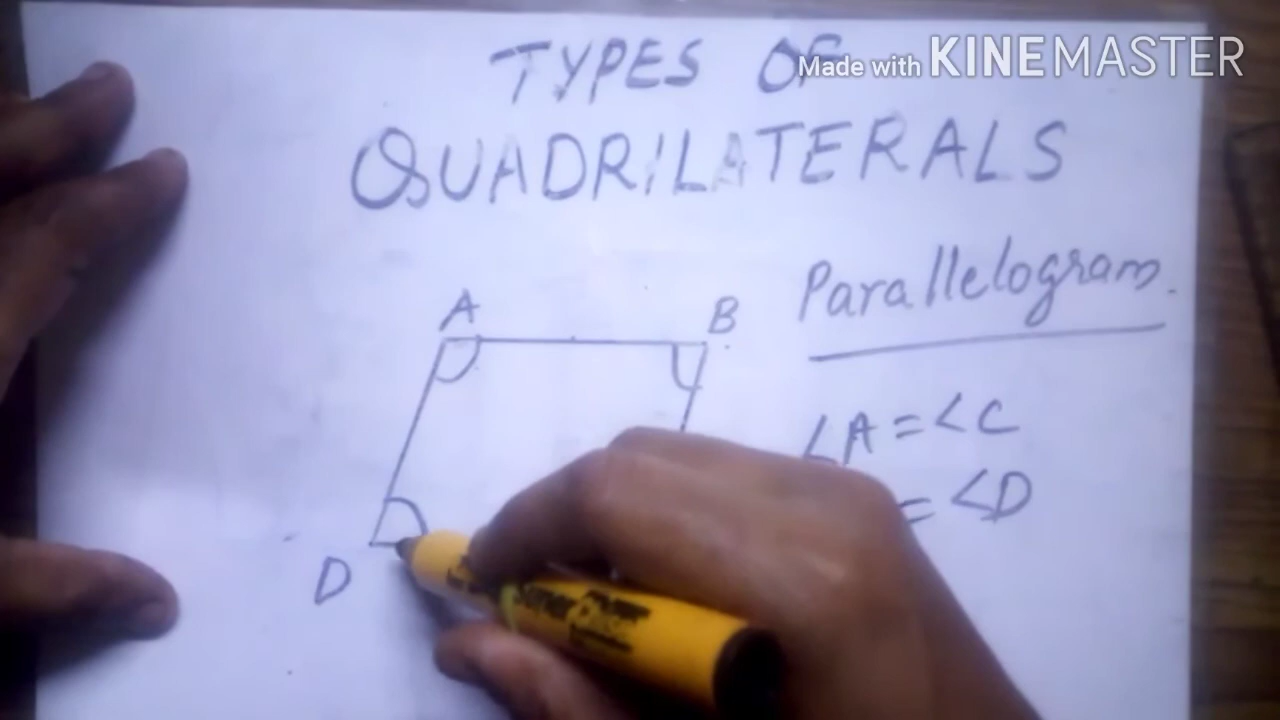 TYPES OF
Made with KINEMASTER
QUADRILATERALS
Parallelogram.
A
B
∠A = ∠C
= ∠D
D